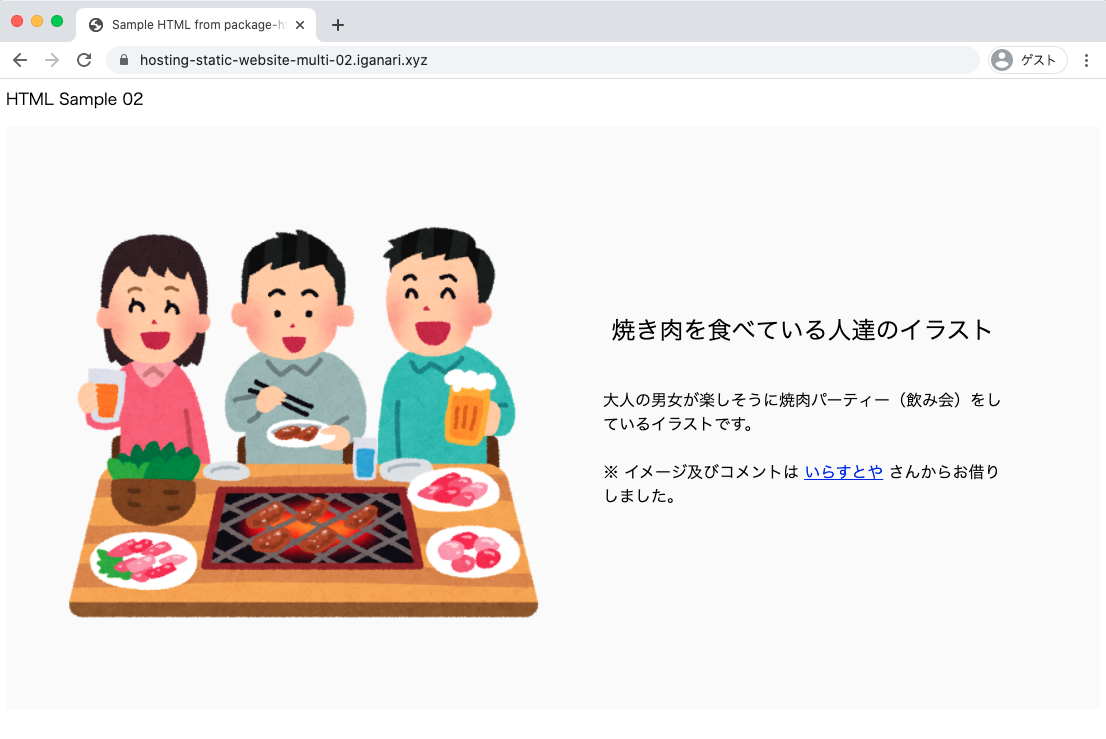 Sample HTML from package-h
hosting-static-website-multi-02.iganari.xyz
ゲスト
HTML Sample 02
焼き肉を食べている人達のイラスト
大人の男女が楽しそうに焼肉パーティー（飲み会）をし
ているイラストです。
※ イメージ及びコメントは いらすとや さんからお借り
しました。